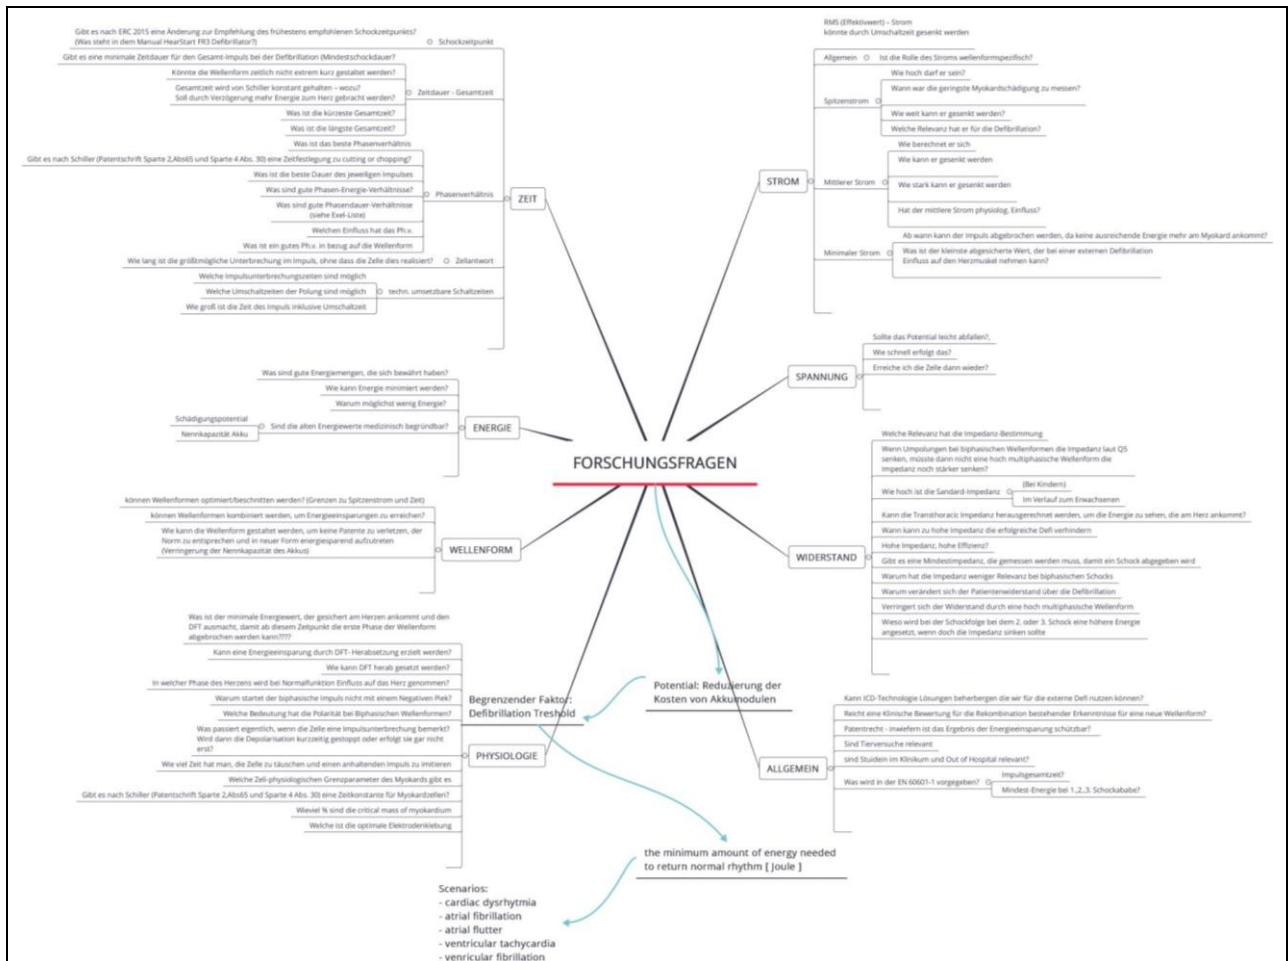 FORSCHUNGSFRAGEN
ZEIT
Schockzeitpunkt
Gibt es nach ERC 2015 eine Änderung zur Empfehlung des frühestens empfohlenen Schockzeitpunkts?
(Was steht in dem Manual HearStart FR3 Defibrillator?)
Zeitdauer - Gesamtzeit
Gibt es eine minimale Zeitdauer für den Gesamt-Impuls bei der Defibrillation (Mindestschockdauer?
Könnte die Wellenform zeitlich nicht extrem kurz gestaltet werden?
Gesamtzeit wird von Schiller konstant gehalten – wozu?
Soll durch Verzögerung mehr Energie zum Herz gebracht werden?
Was ist die kürzeste Gesamtzeit?
Was ist die längste Gesamtzeit?
Phasenverhältnis
Was ist das beste Phasenverhältnis
Gibt es nach Schiller (Patentschrift Sparte 2,Abs65 und Sparte 4 Abs. 30) eine Zeitfestlegung zu cutting or chopping?
Was ist die beste Dauer des jeweiligen Impulses
Was sind gute Phasen-Energie-Verhältnisse?
Was sind gute Phasendauer-Verhältnisse
(siehe Exel-Liste)
Welchen Einfluss hat das Ph.v.
Was ist ein gutes Ph.v. in bezug auf die Wellenform
Zellantwort
Wie lang ist die größtmögliche Unterbrechung im Impuls, ohne dass die Zelle dies realisiert?
techn. umsetzbare Schaltzeiten
Welche Impulsunterbrechungszeiten sind möglich
Welche Umschaltzeiten der Polung sind möglich
Wie groß ist die Zeit des Impuls inklusive Umschaltzeit
ENERGIE
Was sind gute Energiemengen, die sich bewährt haben?
Wie kann Energie minimiert werden?
Warum möglichst wenig Energie?
Sind die alten Energiewerte medizinisch begründbar?
Schädigungspotential
Nennkapazität Akku
WELLENFORM
können Wellenformen optimiert/beschnitten werden? (Grenzen zu Spitzenstrom und Zeit)
können Wellenformen kombiniert werden, um Energieeinsparungen zu erreichen?
Wie kann die Wellenform gestaltet werden, um keine Patente zu verletzen, der
Norm zu entsprechen und in neuer Form energiesparend aufzutreten
(Verringerung der Nennkapazität des Akkus)
PHYSIOLOGIE
Was ist der minimale Energiewert, der gesichert am Herzen ankommt und den
DFT ausmacht, damit ab diesem Zeitpunkt die erste Phase der Wellenform
abgebrochen werden kann????
Kann eine Energieeinsparung durch DFT- Herabsetzung erzielt werden?
Wie kann DFT herab gesetzt werden?
In welcher Phase des Herzens wird bei Normalfunktion Einfluss auf das Herz genommen?
Warum startet der biphasische Impuls nicht mit einem Negativen Piek?
Welche Bedeutung hat die Polarität bei Biphasischen Wellenformen?
Was passiert eigentlich, wenn die Zelle eine Impulsunterbrechung bemerkt?
Wird dann die Depolarisation kurzzeitig gestoppt oder erfolgt sie gar nicht
erst?
Wie viel Zeit hat man, die Zelle zu täuschen und einen anhaltenden Impuls zu imitieren
Welche Zell-physiologischen Grenzparameter des Myokards gibt es
Gibt es nach Schiller (Patentschrift Sparte 2,Abs65 und Sparte 4 Abs. 30) eine Zeitkonstante für Myokardzellen?
Wieviel % sind die critical mass of myokardium
Welche ist die optimale Elektrodenklebung
STROM
RMS (Effektivwert) – Strom
könnte durch Umschaltzeit gesenkt werden
Allgemein
Ist die Rolle des Stroms wellenformspezifisch?
Spitzenstrom
Wie hoch darf er sein?
Wann war die geringste Myokardschädigung zu messen?
Wie weit kann er gesenkt werden?
Welche Relevanz hat er für die Defibrillation?
Mittlerer Strom
Wie berechnet er sich
Wie kann er gesenkt werden
Wie stark kann er gesenkt werden
Hat der mittlere Strom physiolog. Einfluss?
Minimaler Strom
Ab wann kann der Impuls abgebrochen werden, da keine ausreichende Energie mehr am Myokard ankommt?
Was ist der kleinste abgesicherte Wert, der bei einer externen Defibrillation
Einfluss auf den Herzmuskel nehmen kann?
SPANNUNG
Sollte das Potential leicht abfallen?,
Wie schnell erfolgt das?
Erreiche ich die Zelle dann wieder?
WIDERSTAND
Welche Relevanz hat die Impedanz-Bestimmung
Wenn Umpolungen bei biphasischen Wellenformen die Impedanz laut Q5
senken, müsste dann nicht eine hoch multiphasische Wellenform die
Impedanz noch stärker senken?
Wie hoch ist die Sandard-Impedanz
(Bei Kindern)
Im Verlauf zum Erwachsenen
Kann die Transthoracic Impedanz herausgerechnet werden, um die Energie zu sehen, die am Herz ankommt?
Wann kann zu hohe Impedanz die erfolgreiche Defi verhindern
Hohe Impedanz, hohe Effizienz?
Gibt es eine Mindestimpedanz, die gemessen werden muss, damit ein Schock abgegeben wird
Warum hat die Impedanz weniger Relevanz bei biphasischen Schocks
Warum verändert sich der Patientenwiderstand über die Defibrillation
Verringert sich der Widerstand durch eine hoch multiphasische Wellenform
Wieso wird bei der Schockfolge bei dem 2. oder 3. Schock eine höhere Energie
angesetzt, wenn doch die Impedanz sinken sollte
ALLGEMEIN
Kann ICD-Technologie Lösungen beherbergen die wir für die externe Defi nutzen können?
Reicht eine Klinische Bewertung für die Rekombination bestehender Erkenntnisse für eine neue Wellenform?
Patentrecht - inwiefern ist das Ergebnis der Energieeinsparung schützbar?
Sind Tierversuche relevant
sind Stuidein im Klinikum und Out of Hospital relevant?
Was wird in der EN 60601-1 vorgegeben?
Impulsgesamtzeit?
Mindest-Energie bei 1.,2.,3. Schockababe?
Potential: Reduzierung der
Kosten von Akkumodulen
Begrenzender Faktor:
Defibrillation Treshold
the minimum amount of energy needed
to return normal rhythm [ Joule ]
Scenarios:
- cardiac dysrhytmia
- atrial fibrillation
- atrial flutter
- ventricular tachycardia
- venricular fibrillation